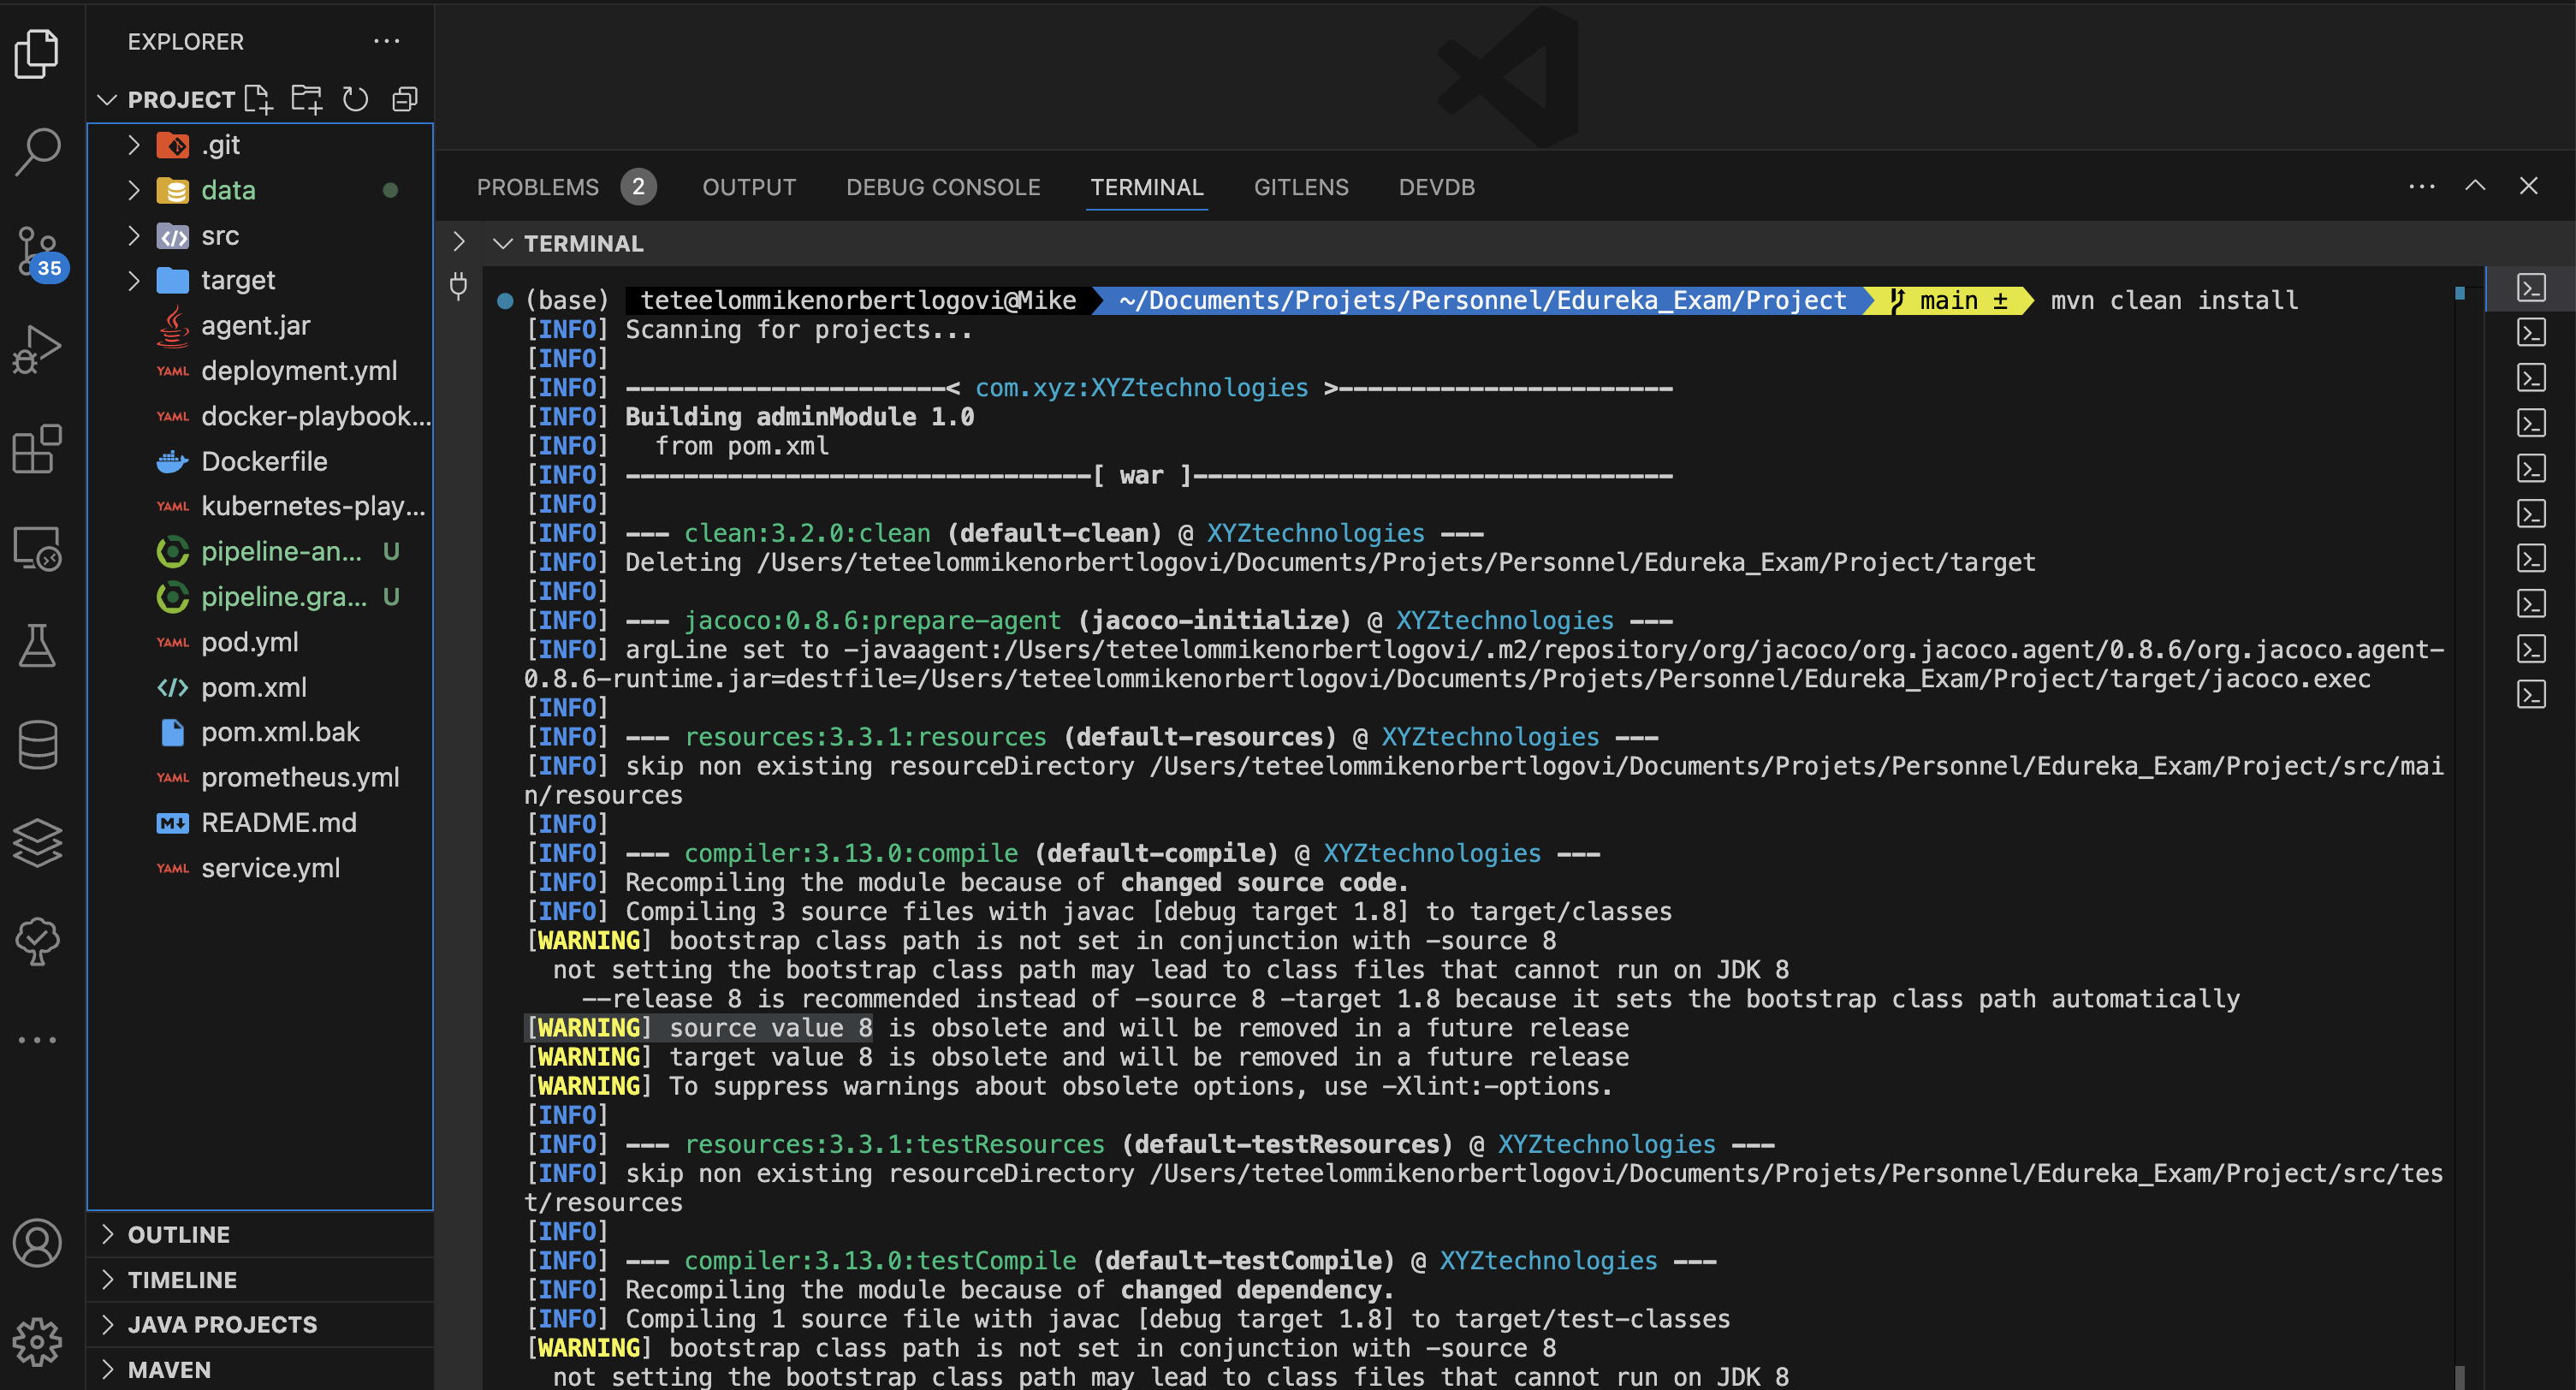 EXPLORER
PROJECT
.git
data
src
target
agent.jar
YAML deployment.yml
YAML docker-playbook...
Dockerfile
YAML kubernetes-play...
pipeline-an... U
pipeline.gra... U
YAML pod.yml
pom.xml
pom.xml.bak
YAML prometheus.yml
README.md
YAML service.yml
OUTLINE
TIMELINE
JAVA PROJECTS
MAVEN
35
PROBLEMS 2 OUTPUT DEBUG CONSOLE TERMINAL GITLENS DEVDB
TERMINAL
(base) teteelommikenorbertlogovi@Mike ~/Documents/Projets/Personnel/Edureka_Exam/Project main ± mvn clean install
[INFO] Scanning for projects...
[INFO]
[INFO] ----------------------< com.xyz:XYZtechnologies >-----------------------
[INFO] Building adminModule 1.0
[INFO]   from pom.xml
[INFO] --------------------------------[ war ]---------------------------------
[INFO]
[INFO] --- clean:3.2.0:clean (default-clean) @ XYZtechnologies ---
[INFO] Deleting /Users/teteelommikenorbertlogovi/Documents/Projets/Personnel/Edureka_Exam/Project/target
[INFO]
[INFO] --- jacoco:0.8.6:prepare-agent (jacoco-initialize) @ XYZtechnologies ---
[INFO] argLine set to -javaagent:/Users/teteelommikenorbertlogovi/.m2/repository/org/jacoco/org.jacoco.agent/0.8.6/org.jacoco.agent-
0.8.6-runtime.jar=destfile=/Users/teteelommikenorbertlogovi/Documents/Projets/Personnel/Edureka_Exam/Project/target/jacoco.exec
[INFO]
[INFO] --- resources:3.3.1:resources (default-resources) @ XYZtechnologies ---
[INFO] skip non existing resourceDirectory /Users/teteelommikenorbertlogovi/Documents/Projets/Personnel/Edureka_Exam/Project/src/mai
n/resources
[INFO]
[INFO] --- compiler:3.13.0:compile (default-compile) @ XYZtechnologies ---
[INFO] Recompiling the module because of changed source code.
[INFO] Compiling 3 source files with javac [debug target 1.8] to target/classes
[WARNING] bootstrap class path is not set in conjunction with -source 8
  not setting the bootstrap class path may lead to class files that cannot run on JDK 8
    --release 8 is recommended instead of -source 8 -target 1.8 because it sets the bootstrap class path automatically
[WARNING] source value 8 is obsolete and will be removed in a future release
[WARNING] target value 8 is obsolete and will be removed in a future release
[WARNING] To suppress warnings about obsolete options, use -Xlint:-options.
[INFO]
[INFO] --- resources:3.3.1:testResources (default-testResources) @ XYZtechnologies ---
[INFO] skip non existing resourceDirectory /Users/teteelommikenorbertlogovi/Documents/Projets/Personnel/Edureka_Exam/Project/src/tes
t/resources
[INFO]
[INFO] --- compiler:3.13.0:testCompile (default-testCompile) @ XYZtechnologies ---
[INFO] Recompiling the module because of changed dependency.
[INFO] Compiling 1 source file with javac [debug target 1.8] to target/test-classes
[WARNING] bootstrap class path is not set in conjunction with -source 8
  not setting the bootstrap class path may lead to class files that cannot run on JDK 8